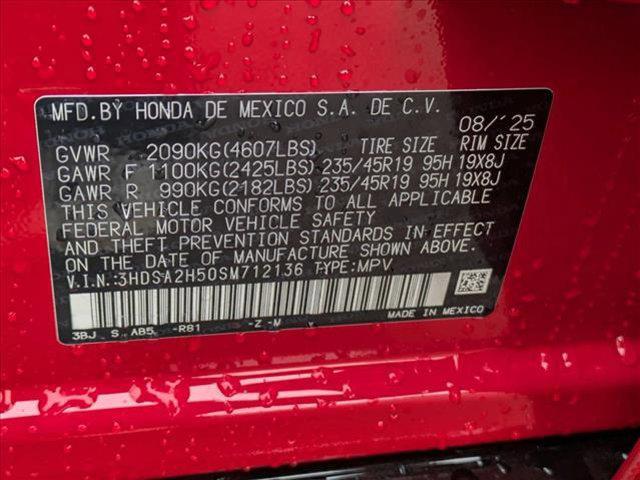 MFD.BY HONDA DE MEXICO S.A. DE C.V.
08/'25
GVWR 2090KG(4607LBS) TIRE SIZE RIM SIZE
GAWR F 1100KG(2425LBS) 235/45R19 95H 19X8J
GAWR R 990KG(2182LBS) 235/45R19 95H 19X8J
THIS VEHICLE CONFORMS TO ALL APPLICABLE
FEDERAL MOTOR VEHICLE SAFETY
AND THEFT PREVENTION STANDARDS IN EFFECT
ON THE DATE OF MANUFACTURE SHOWN ABOVE.
V.I.N.:3HDSA2H50SM712136 TYPE:MPV
MADE IN MEXICO
3BJ S AB5 -R81 -Z -M